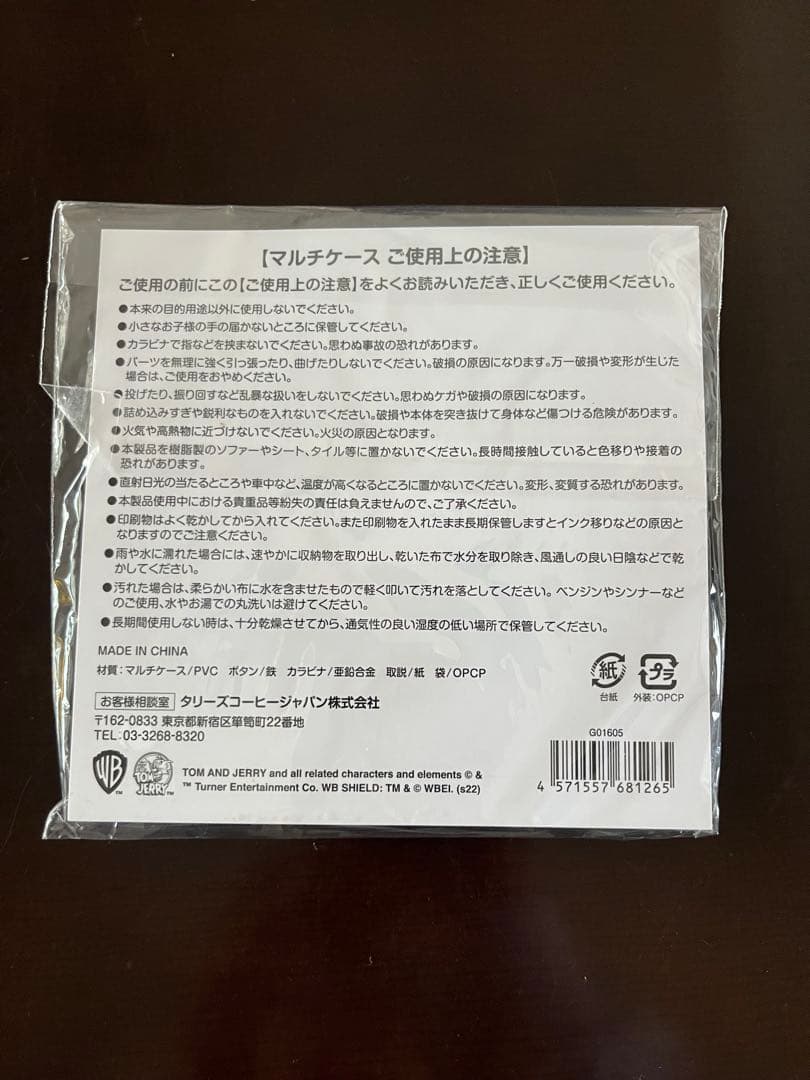 【マルチケース ご使用上の注意】
ご使用の前にこの【ご使用上の注意】をよくお読みいただき、正しくご使用ください。
●本来の目的用途以外に使用しないでください。
●小さなお子様の手の届かないところに保管してください。
●カラビナで指などを挟まないでください。思わぬ事故の恐れがあります。
●パーツを無理に強く引っ張ったり、曲げたりしないでください。破損の原因になります。万一破損や変形が生じた
場合は、ご使用をおやめください。
●投げたり、振り回すなど乱暴な扱いをしないでください。思わぬケガや破損の原因になります。
●詰め込みすぎや鋭利なものを入れないでください。破損や本体を突き抜けて身体など傷つける危険があります。
●火気や高熱物に近づけないでください。火災の原因となります。
●本製品を樹脂製のソファーやシート、タイル等に置かないでください。長時間接触していると色移りや接着の
恐れがあります。
●直射日光の当たるところや車中など、温度が高くなるところに置かないでください。変形、変質する恐れがあります。
●本製品使用中における貴重品等紛失の責任は負えませんので、ご了承ください。
●印刷物はよく乾かしてから入れてください。また印刷物を入れたまま長期保管しますとインク移りなどの原因と
なりますのでご注意ください。
●雨や水に濡れた場合には、速やかに収納物を取り出し、乾いた布で水分を取り除き、風通しの良い日陰などで乾
かしてください。
●汚れた場合は、柔らかい布に水を含ませたもので軽く叩いて汚れを落としてください。ベンジンやシンナーなど
のご使用、水やお湯での丸洗いは避けてください。
●長期間使用しない時は、十分乾燥させてから、通気性の良い湿度の低い場所で保管してください。
MADE IN CHINA
材質：マルチケース/PVC ボタン/鉄 カラビナ/亜鉛合金 取説/紙 袋/OPCP
紙 プラ
台紙 外装：OPCP
お客様相談室 タリーズコーヒージャパン株式会社
〒162-0833 東京都新宿区箪笥町22番地
TEL：03-3268-8320
G01605
WB™ TOM AND JERRY™
TOM AND JERRY and all related characters and elements © &
™ Turner Entertainment Co. WB SHIELD: TM & © WBEI. (s22)
4 571557 681265